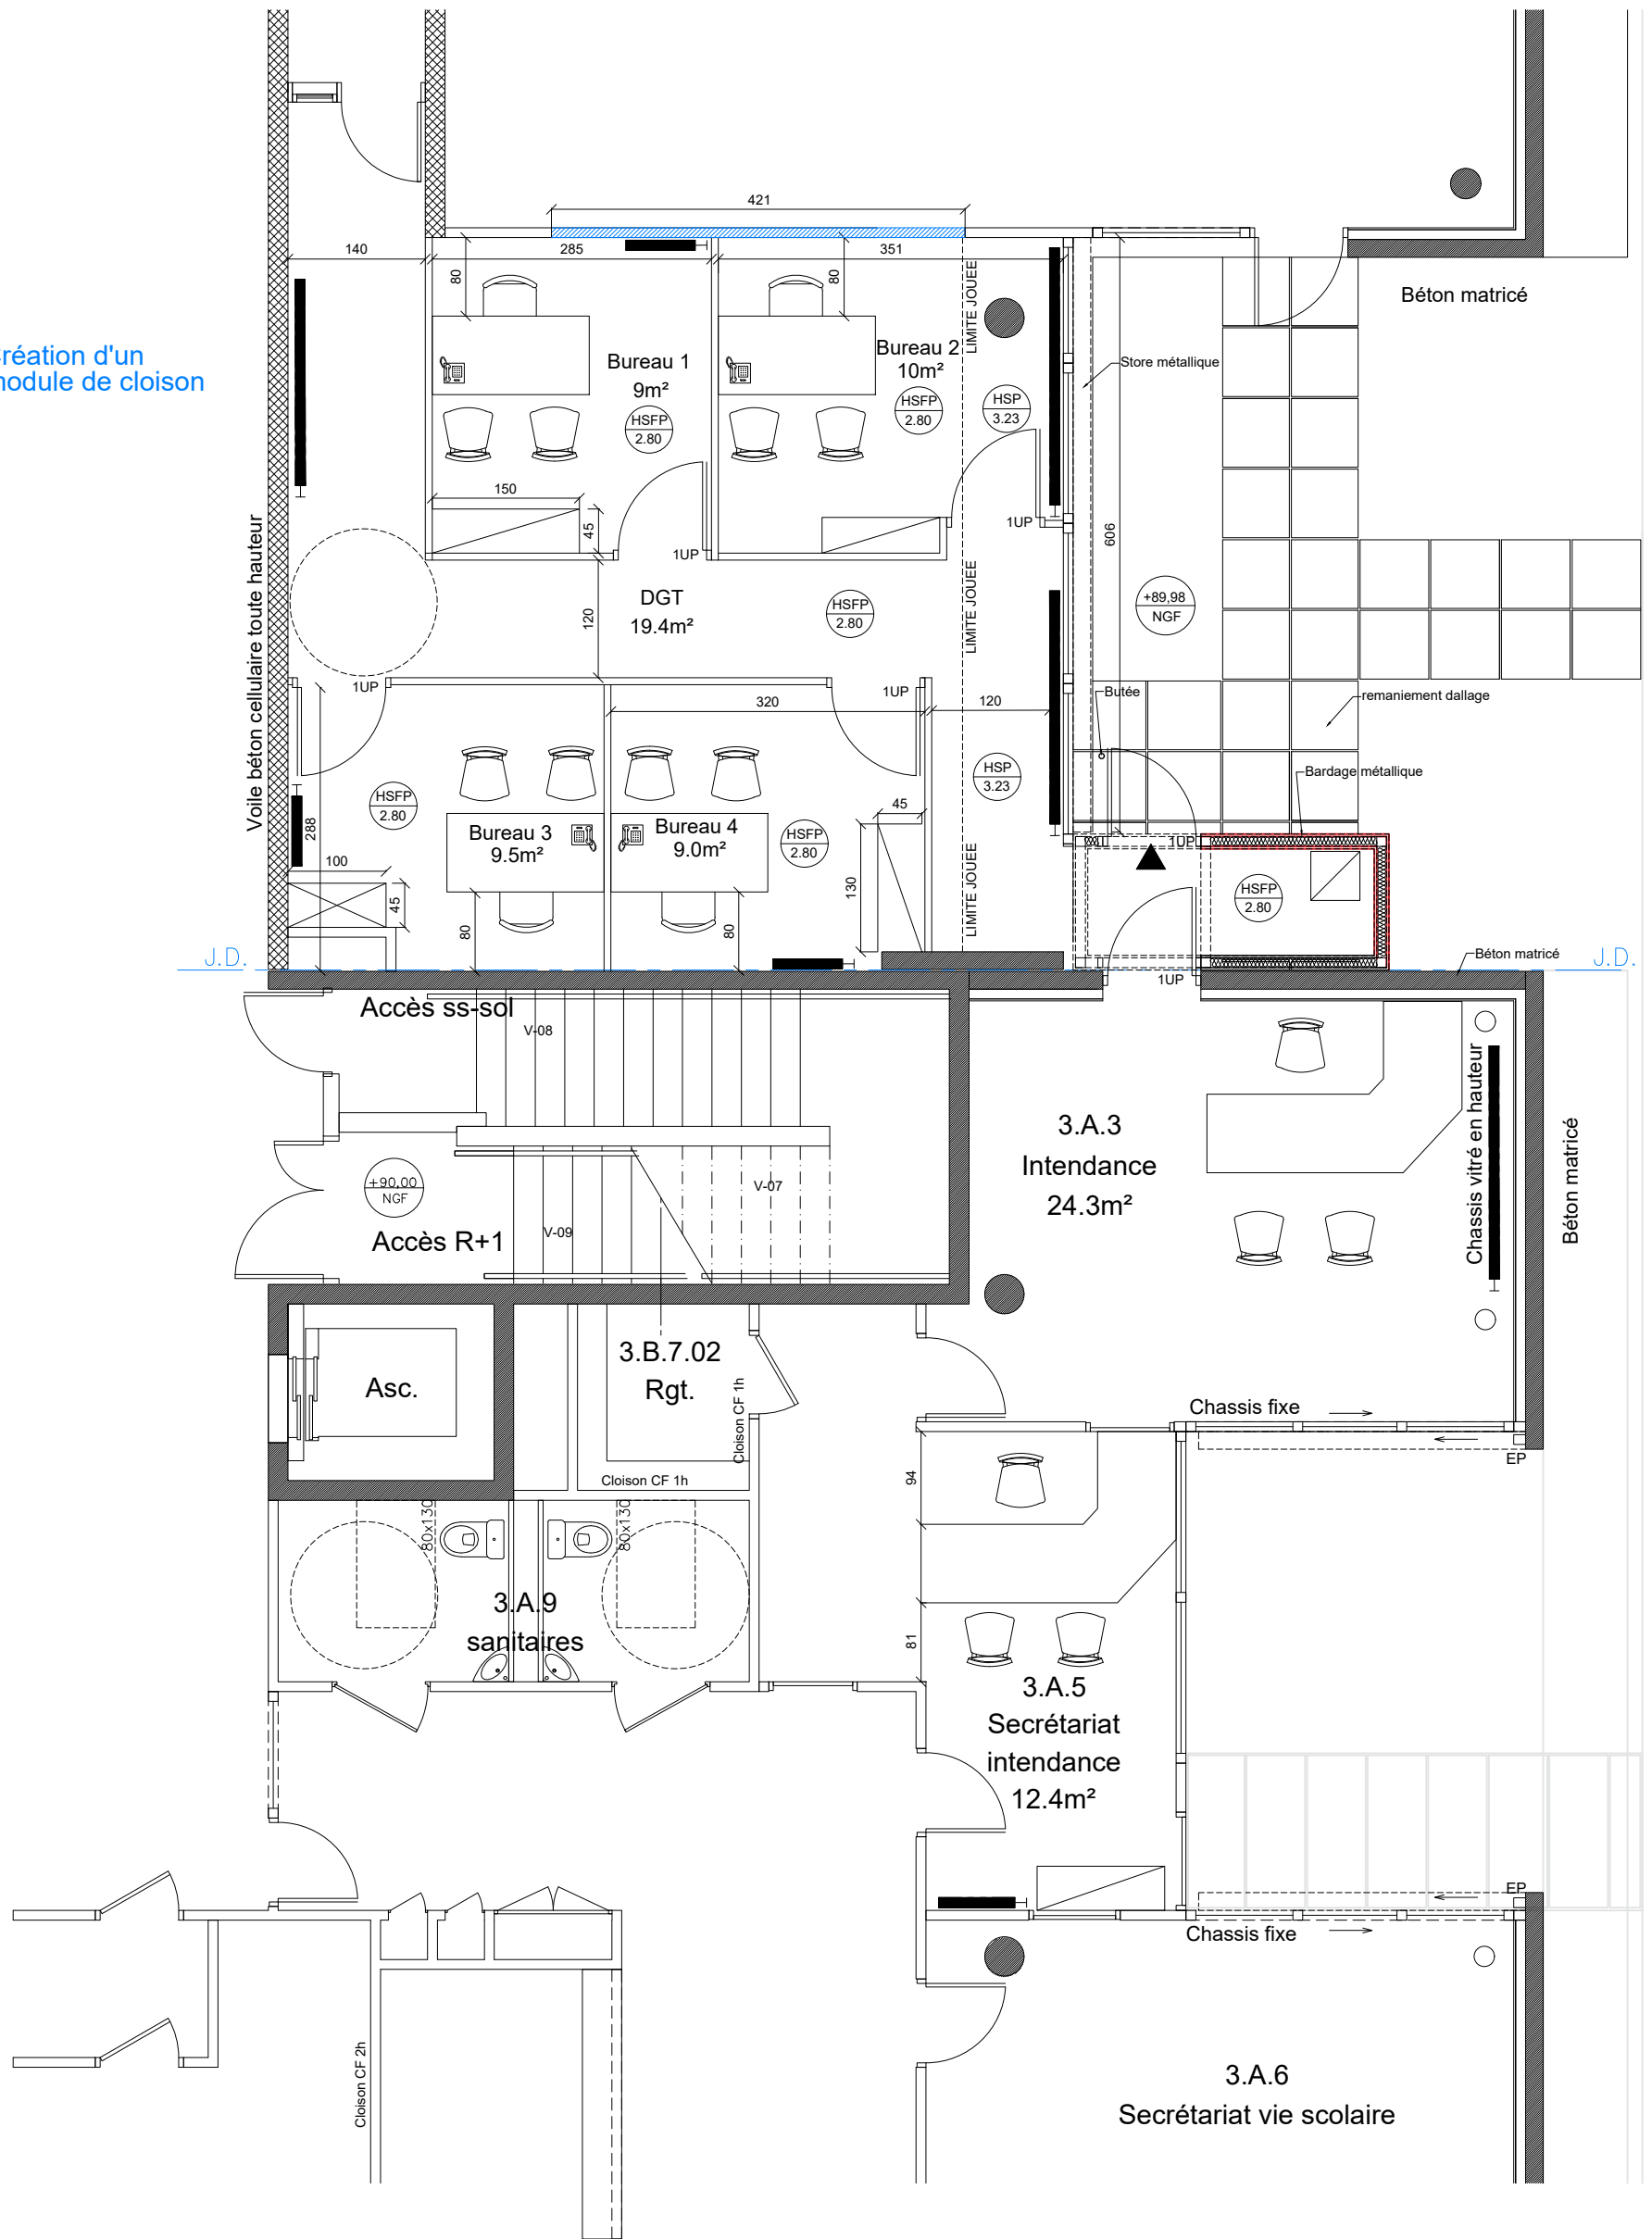 421
140
285
351
80
80
Béton matricé
LIMITE JOUEE
Bureau 1
9m²
HSFP
2.80
Bureau 2
10m²
HSFP
2.80
HSP
3.23
Store métallique
module de cloison
150
45
1UP
1UP
606
Voile béton cellulaire toute hauteur
DGT
19.4m²
120
HSFP
2.80
LIMITE JOUEE
+89,98
NGF
1UP
1UP
320
120
Butée
remaniement dallage
288
HSFP
2.80
Bureau 3
9.5m²
Bureau 4
9.0m²
HSFP
2.80
HSP
3.23
45
130
Bardage métallique
1UP
100
45
80
80
LIMITE JOUEE
HSFP
2.80
J.D.
Béton matricé
J.D.
1UP
Accès ss-sol
V-08
3.A.3
Intendance
24.3m²
Chassis vitré en hauteur
Béton matricé
+90,00
NGF
V-07
V-09
Accès R+1
3.B.7.02
Rgt.
Asc.
Cloison CF 1h
Cloison CF 1h
Chassis fixe
EP
94
80x130
80x130
3.A.9
sanitaires
81
3.A.5
Secrétariat
intendance
12.4m²
EP
Chassis fixe
Cloison CF 2h
3.A.6
Secrétariat vie scolaire